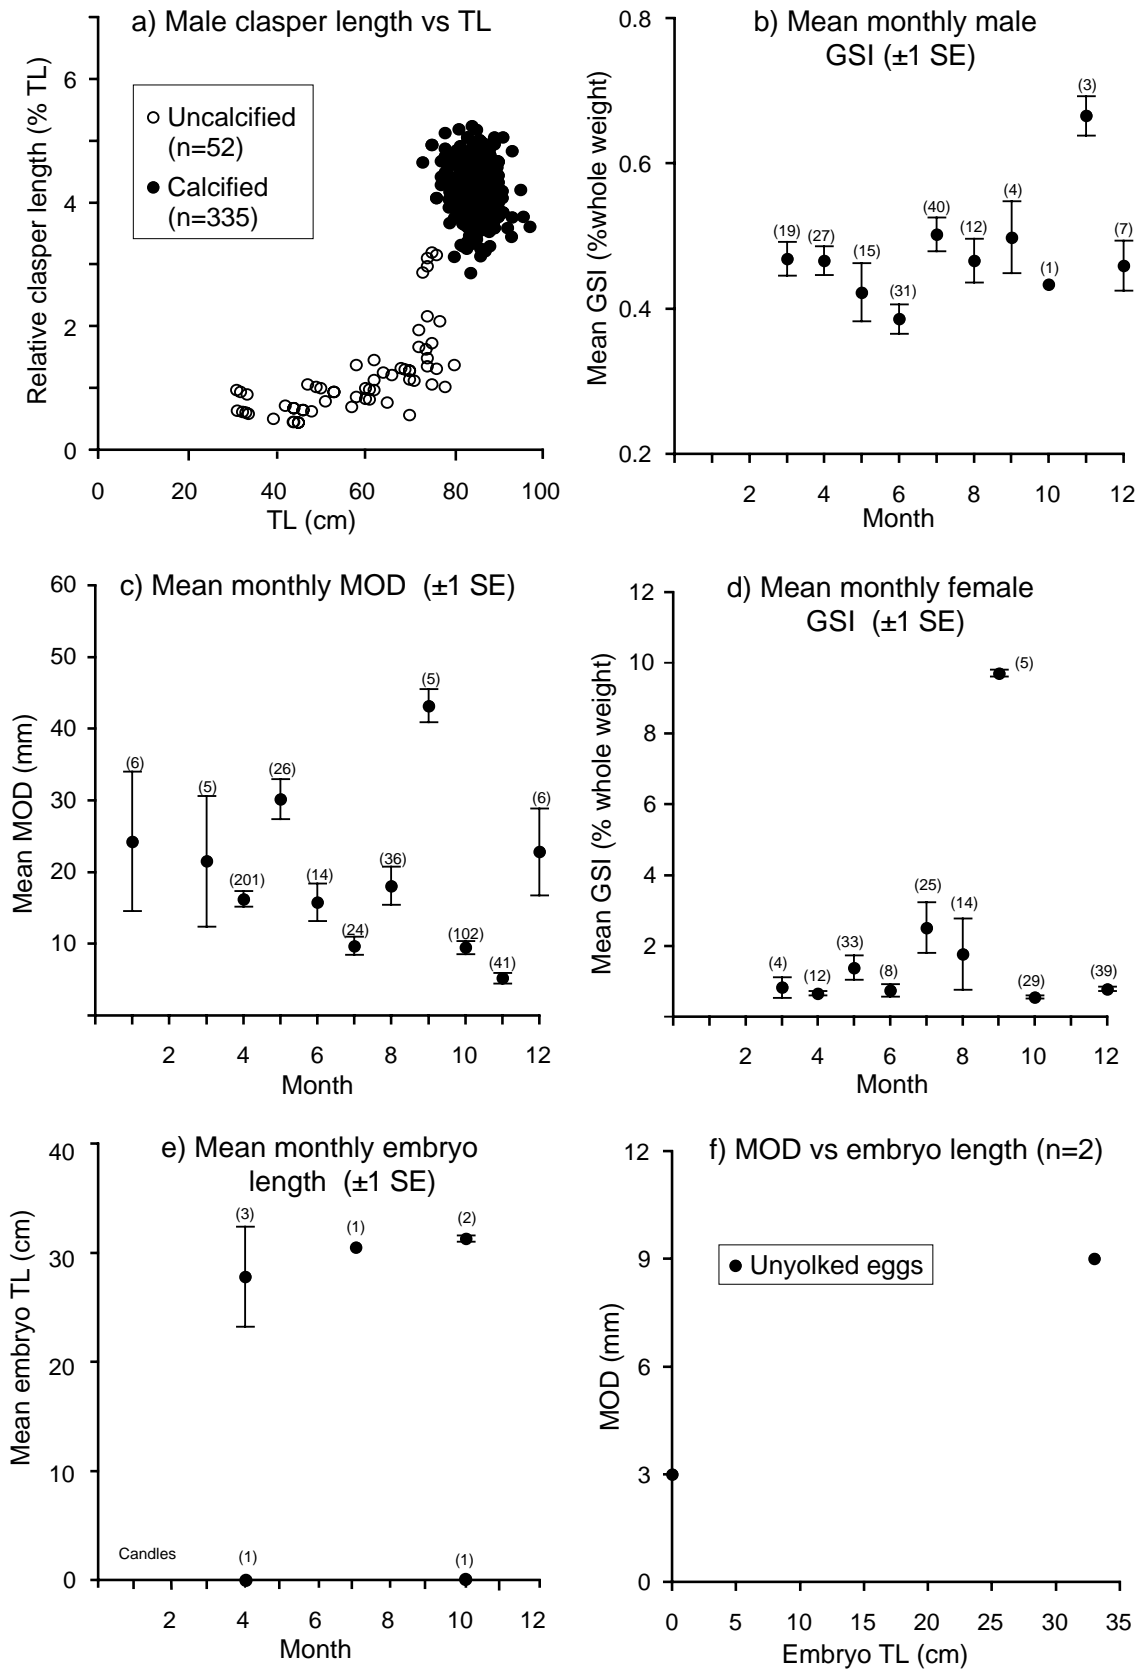 a) Male clasper length vs TL
Relative clasper length (% TL)
6
4
2
0
Uncalcified
(n=52)
Calcified
(n=335)
0 20 40 60 80 100
TL (cm)
b) Mean monthly male
GSI (±1 SE)
Mean GSI (%whole weight)
0.8
0.6
0.4
0.2
(19) (27) (15) (31) (40) (12) (4) (1) (3) (7)
2 4 6 8 10 12
Month
c) Mean monthly MOD (±1 SE)
Mean MOD (mm)
60
50
40
30
20
10
(6) (5) (201) (26) (14) (24) (36) (5) (102) (41) (6)
2 4 6 8 10 12
Month
d) Mean monthly female
GSI (±1 SE)
Mean GSI (% whole weight)
12
10
8
6
4
2
(4) (12) (33) (8) (25) (14) (5) (29) (39)
2 4 6 8 10 12
Month
e) Mean monthly embryo
length (±1 SE)
Mean embryo TL (cm)
40
30
20
10
0
(3) (1) (2)
Candles
(1) (1)
2 4 6 8 10 12
Month
f) MOD vs embryo length (n=2)
MOD (mm)
12
9
6
3
0
Unyolked eggs
0 5 10 15 20 25 30 35
Embryo TL (cm)